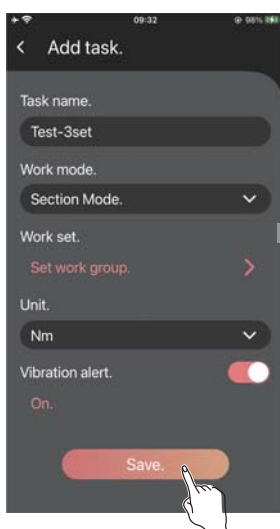 09:32
98%
Add task.
Task name.
Test-3set
Work mode.
Section Mode.
Work set.
Set work group.
Unit.
Nm
Vibration alert.
On.
Save.